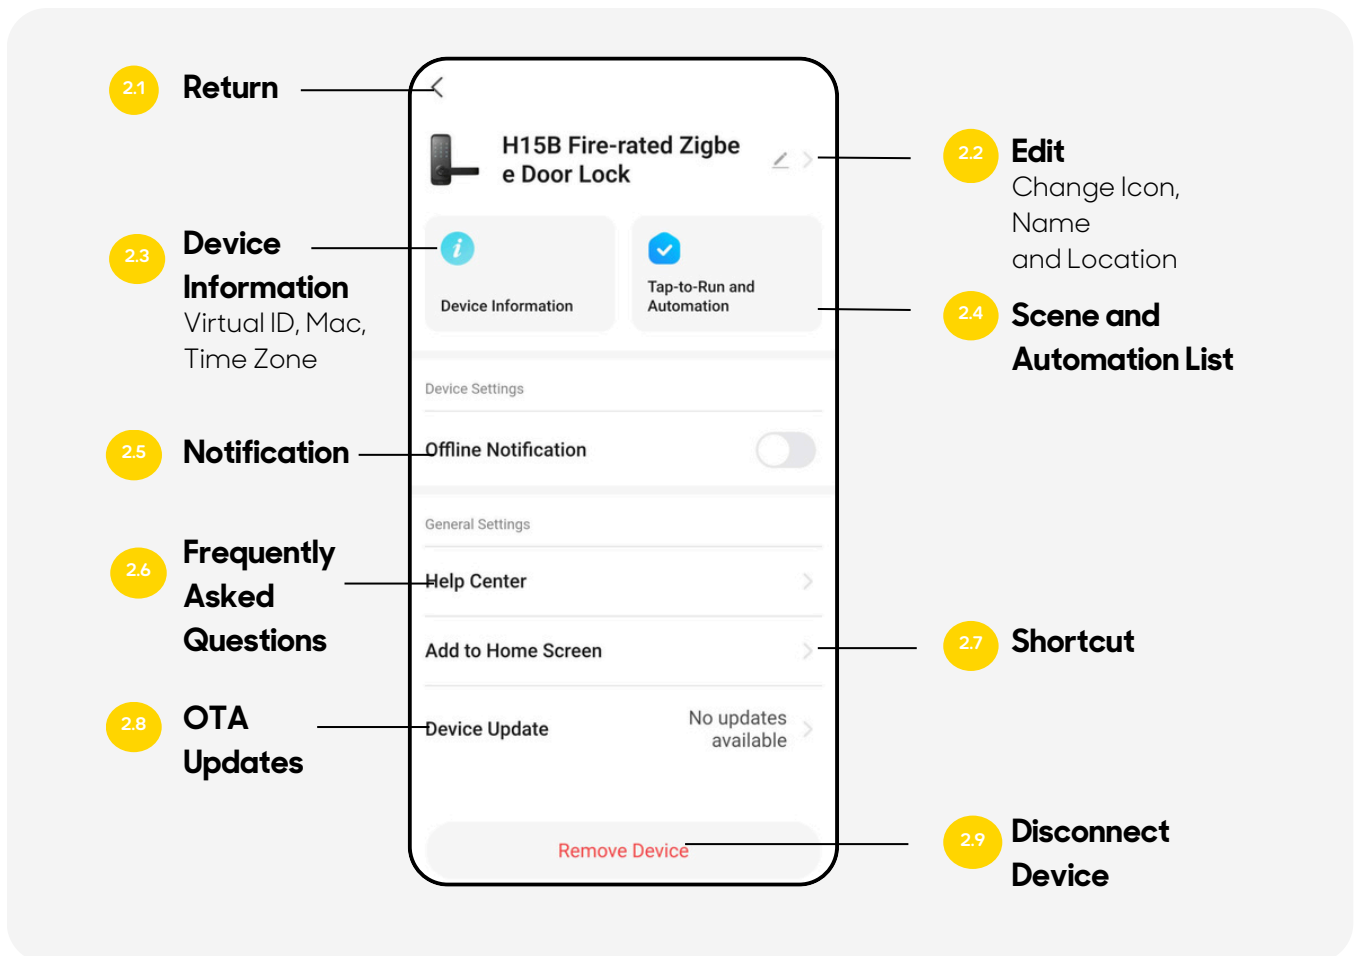 2.1 Return
H15B Fire-rated Zigbe
e Door Lock
2.2 Edit
Change Icon,
Name
and Location
2.3 Device
Information
Virtual ID, Mac,
Time Zone
i
Device Information
Tap-to-Run and
Automation
2.4 Scene and
Automation List
Device Settings
2.5 Notification
Offline Notification
General Settings
2.6 Frequently
Asked
Questions
Help Center
Add to Home Screen
2.7 Shortcut
2.8 OTA
Updates
Device Update
No updates
available
Remove Device
2.9 Disconnect
Device